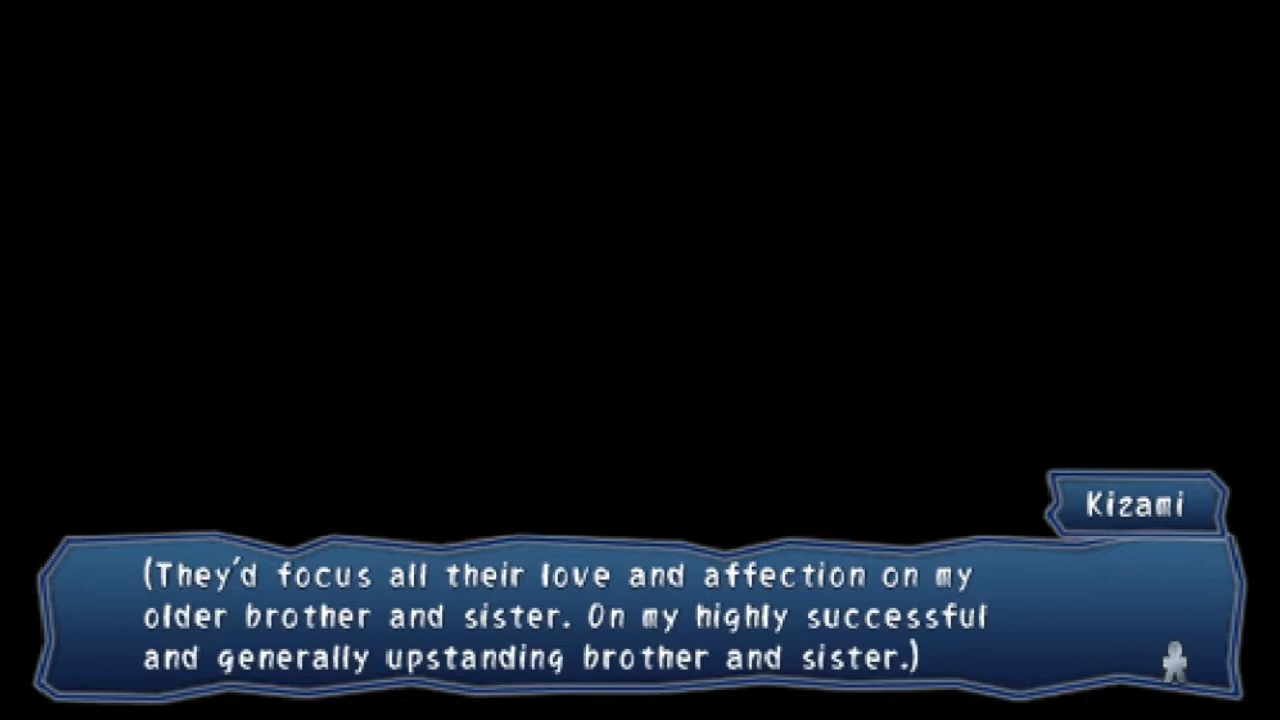 Kizami
(They'd focus all their love and affection on my
older brother and sister. On my highly successful
and generally upstanding brother and sister.)